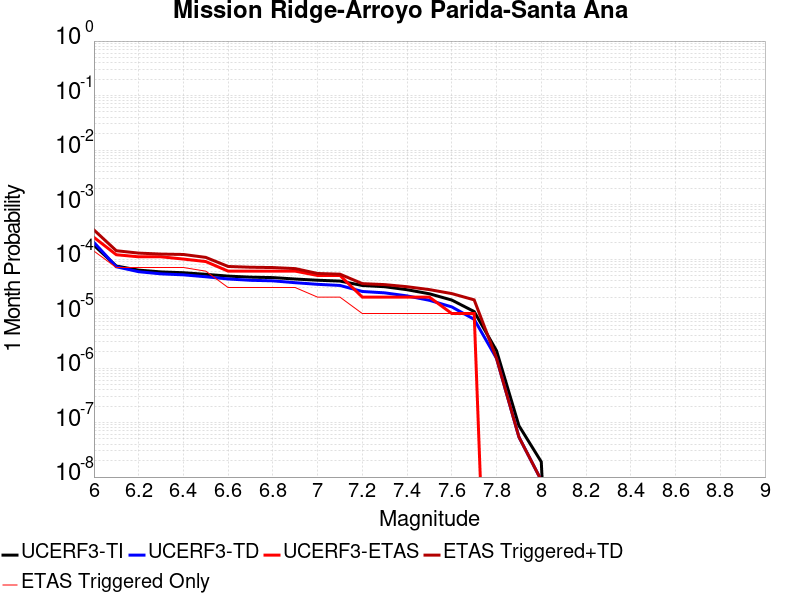 Mission Ridge-Arroyo Parida-Santa Ana
1 Month Probability
10^0
10^-1
10^-2
10^-3
10^-4
10^-5
10^-6
10^-7
10^-8
6 6.2 6.4 6.6 6.8 7 7.2 7.4 7.6 7.8 8 8.2 8.4 8.6 8.8 9
Magnitude
UCERF3-TI UCERF3-TD UCERF3-ETAS ETAS Triggered+TD
ETAS Triggered Only